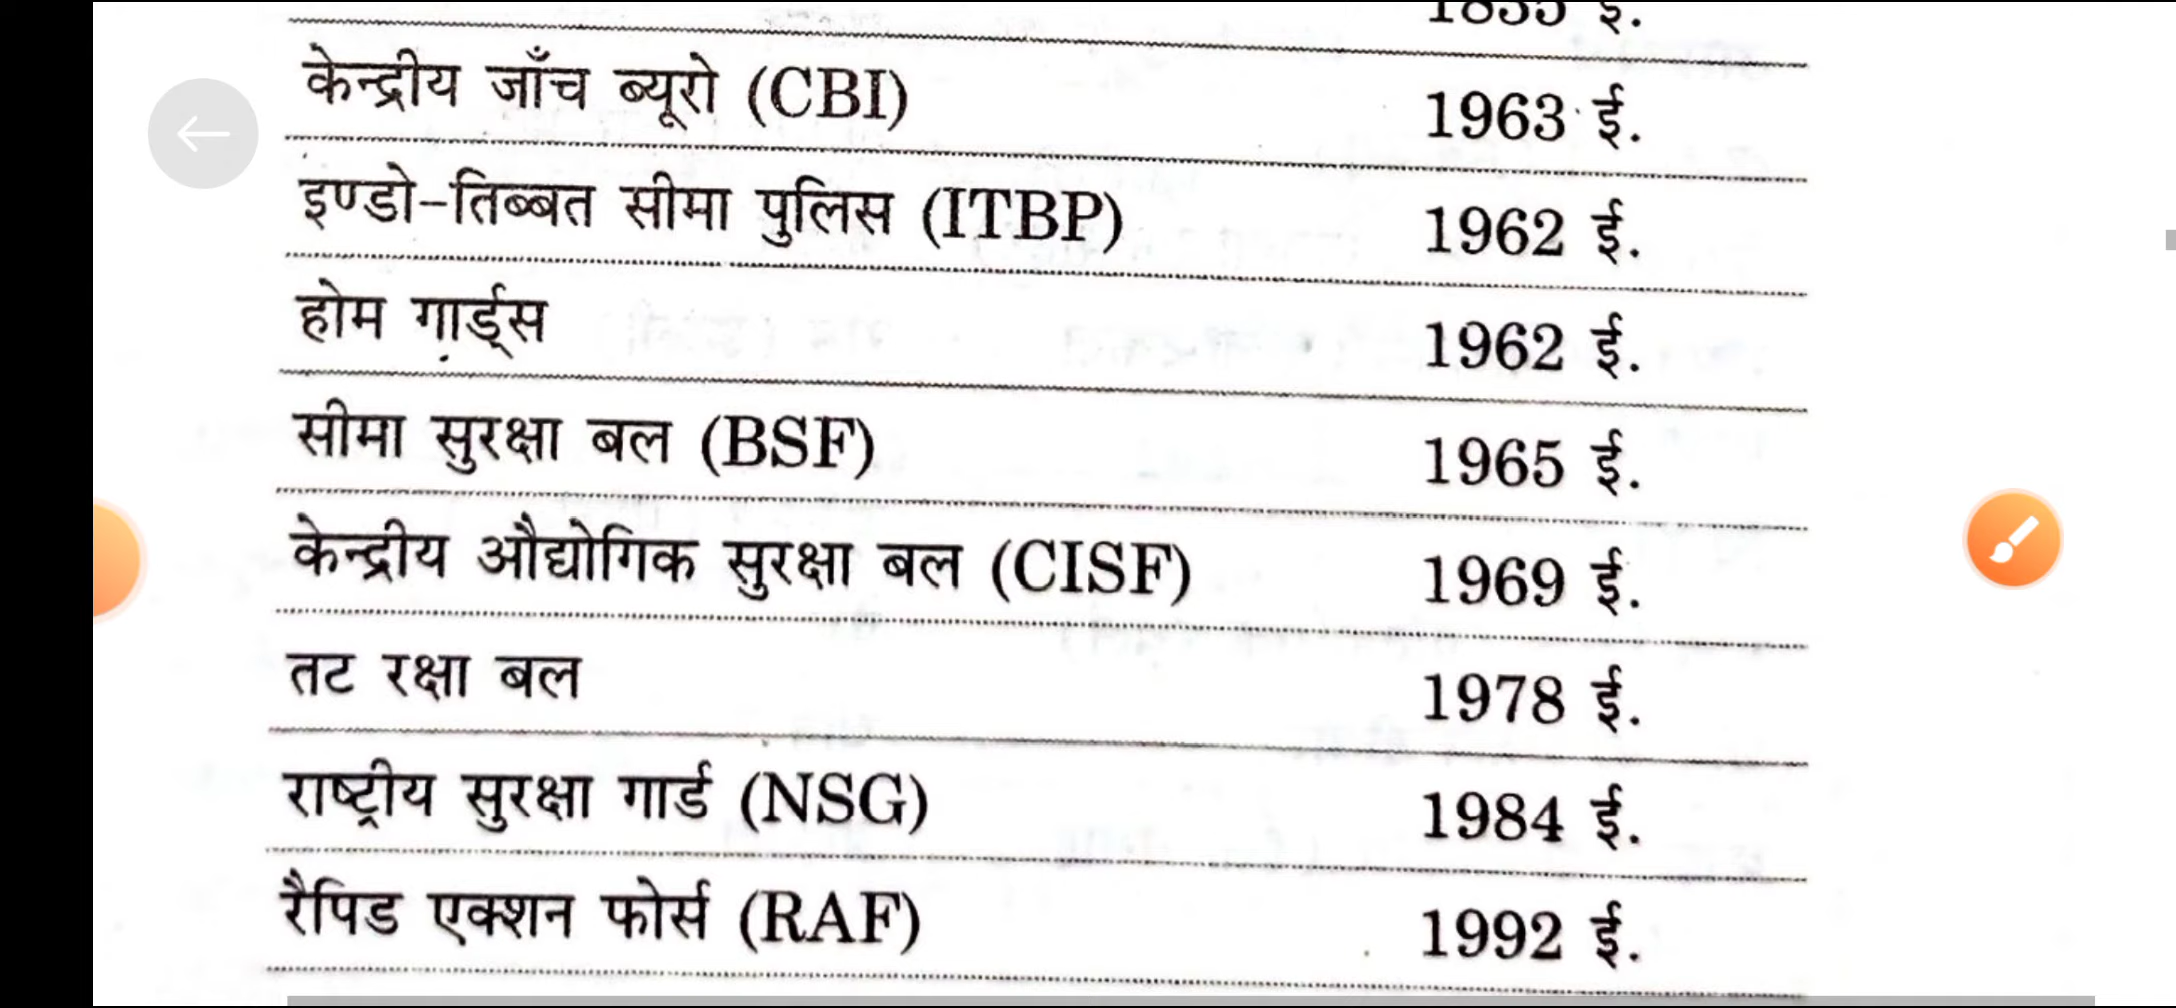 केन्द्रीय जाँच ब्यूरो (CBI) 1963 ई.
इण्डो-तिब्बत सीमा पुलिस (ITBP) 1962 ई.
होम गार्ड्स 1962 ई.
सीमा सुरक्षा बल (BSF) 1965 ई.
केन्द्रीय औद्योगिक सुरक्षा बल (CISF) 1969 ई.
तट रक्षा बल 1978 ई.
राष्ट्रीय सुरक्षा गार्ड (NSG) 1984 ई.
रैपिड एक्शन फोर्स (RAF) 1992 ई.